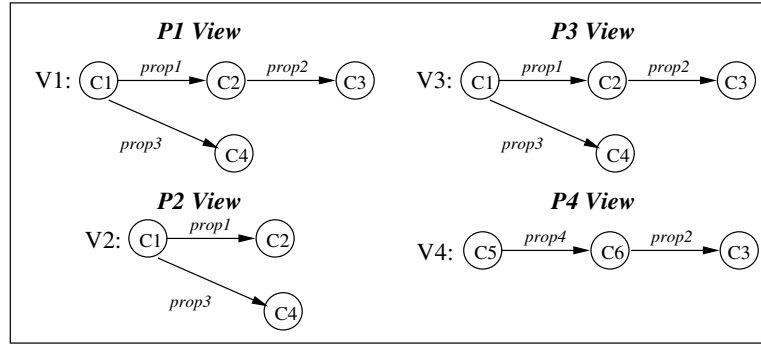 P1 View
V1: C1 prop1 C2 prop2 C3
prop3
C4
P2 View
V2: C1 prop1 C2
prop3
C4
P3 View
V3: C1 prop1 C2 prop2 C3
prop3
C4
P4 View
V4: C5 prop4 C6 prop2 C3